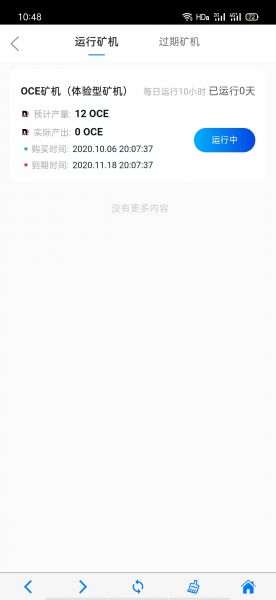 10:48
HDa
72
运行矿机
过期矿机
OCE矿机（体验型矿机）
每日运行10小时 已运行0天
预计产量: 12 OCE
实际产出: 0 OCE
运行中
购买时间: 2020.10.06 20:07:37
到期时间: 2020.11.18 20:07:37
没有更多内容